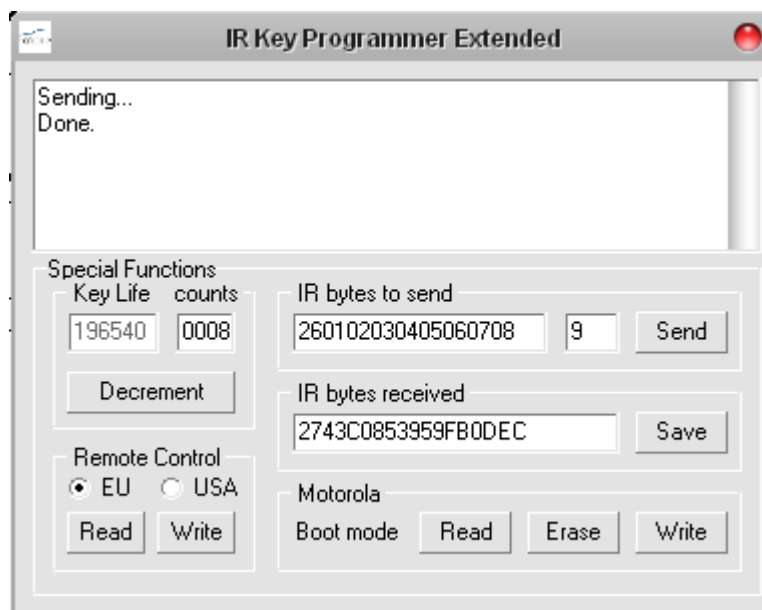 IR Key Programmer Extended
Sending...
Done.
Special Functions
Key Life counts
196540 0008
Decrement
IR bytes to send
260102030405060708 9 Send
IR bytes received
2743C0853959FB0DEC Save
Remote Control
EU USA
Read Write
Motorola
Boot mode Read Erase Write